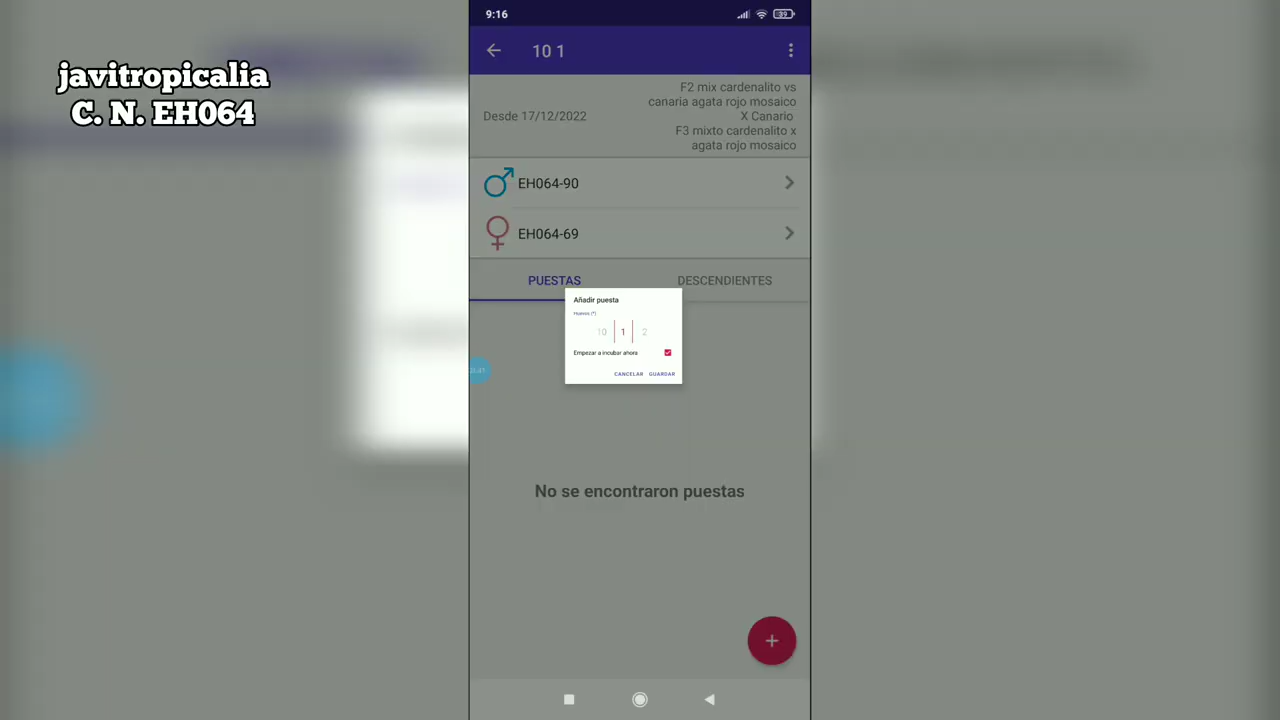 javitropicalia
C. N. EH064
9:16
39
10 1
Desde 17/12/2022
F2 mix cardenalito vs
canaria agata rojo mosaico
X Canario
F3 mixto cardenalito x
agata rojo mosaico
EH064-90
EH064-69
PUESTAS
DESCENDIENTES
Añadir puesta
Huevos (*)
10 1 2
Empezar a incubar ahora
CANCELAR GUARDAR
No se encontraron puestas
+